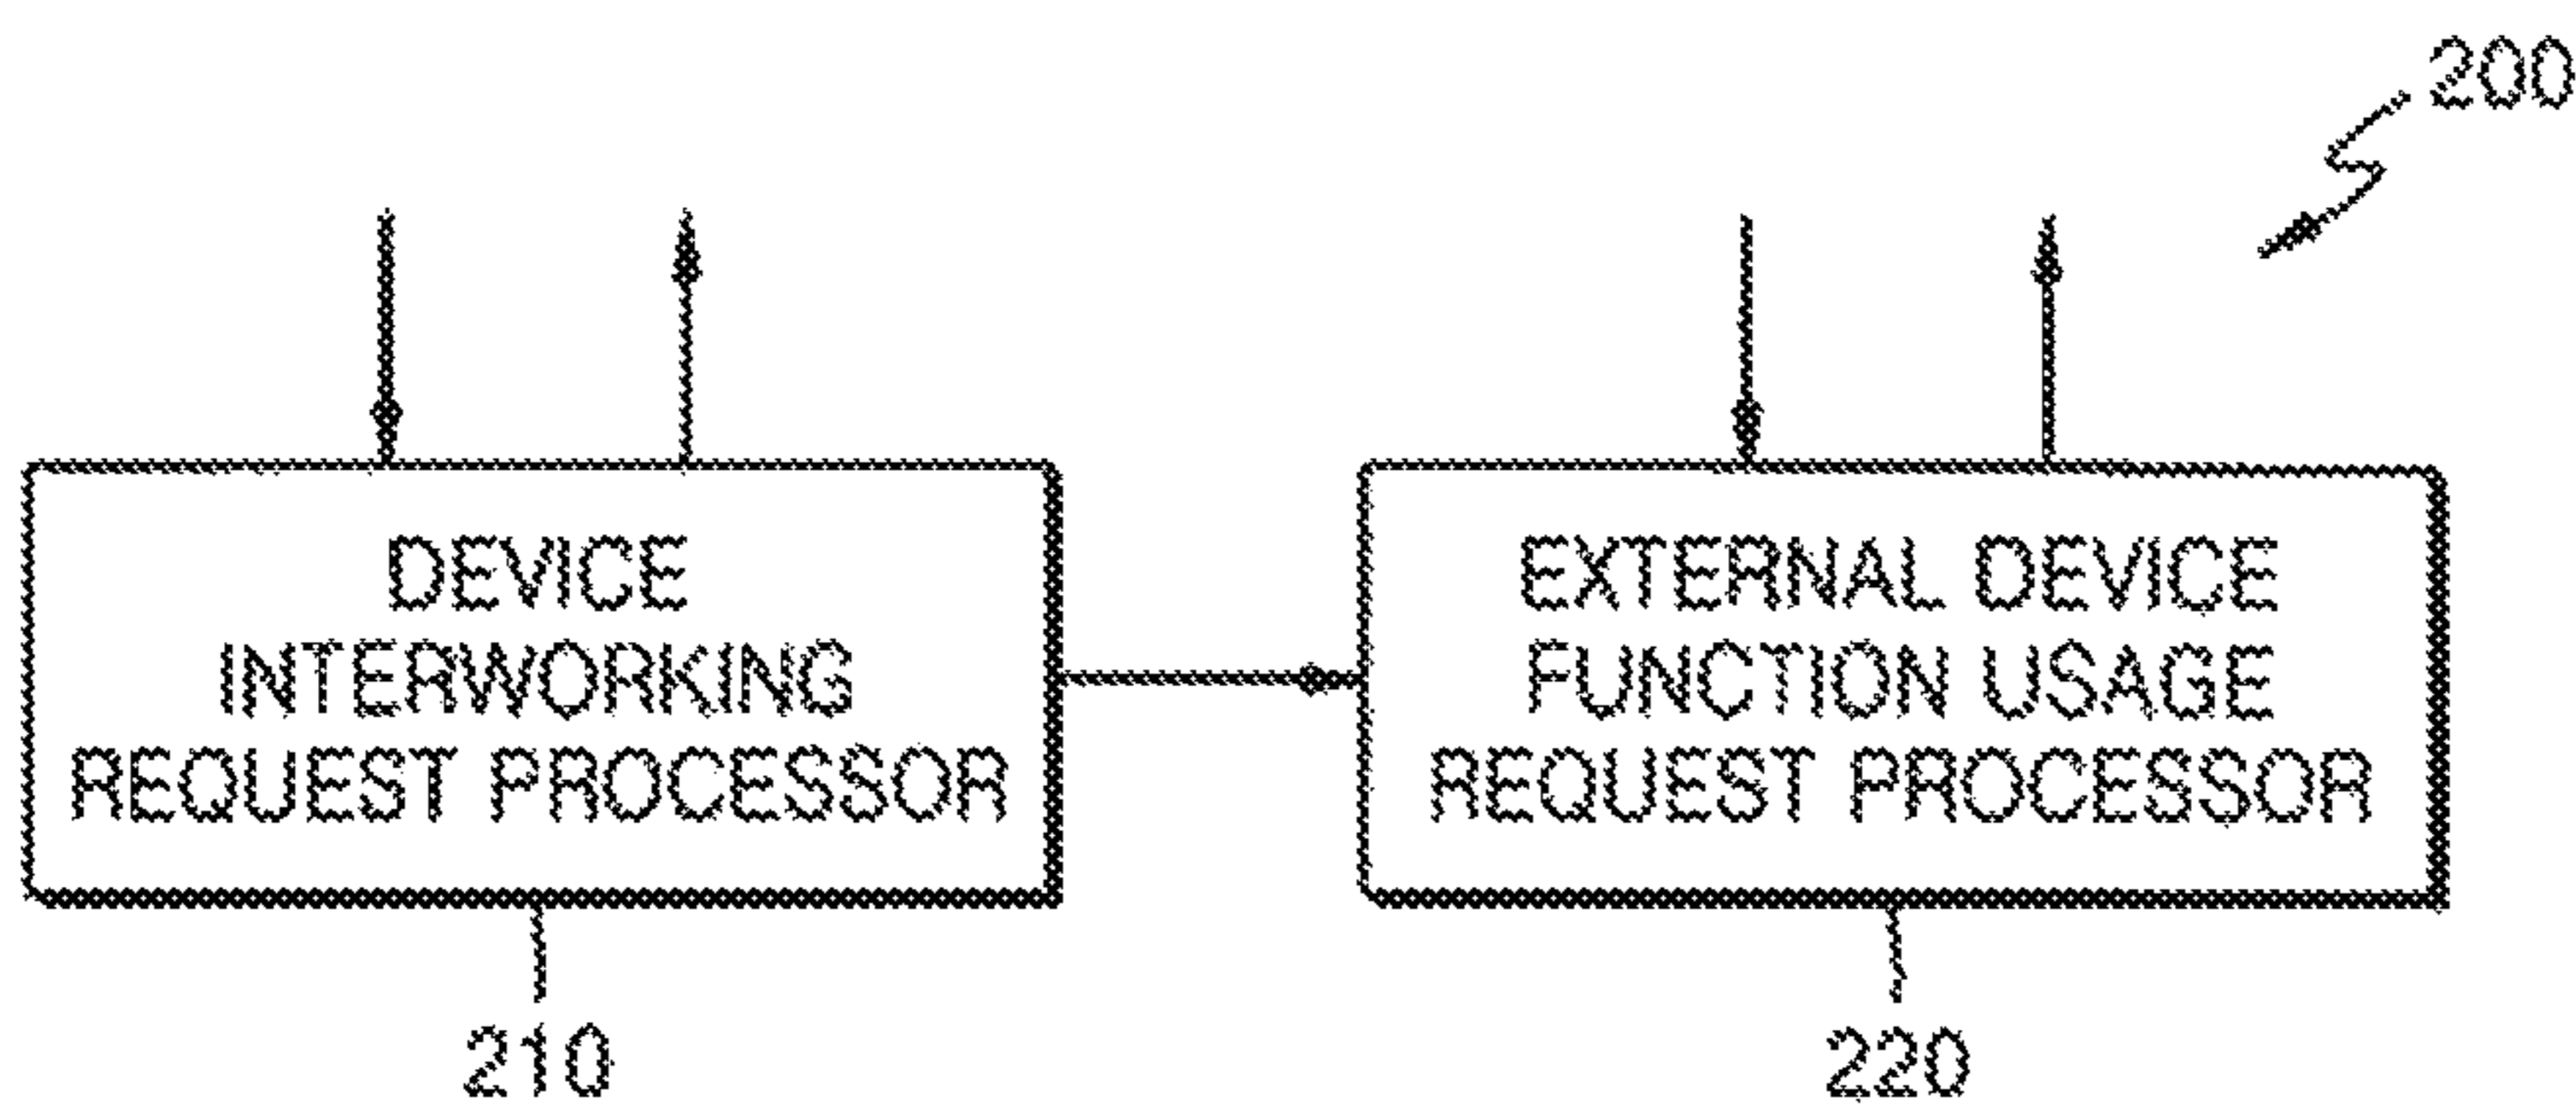 200
DEVICE
INTERWORKING
REQUEST PROCESSOR
EXTERNAL DEVICE
FUNCTION USAGE
REQUEST PROCESSOR
210
220